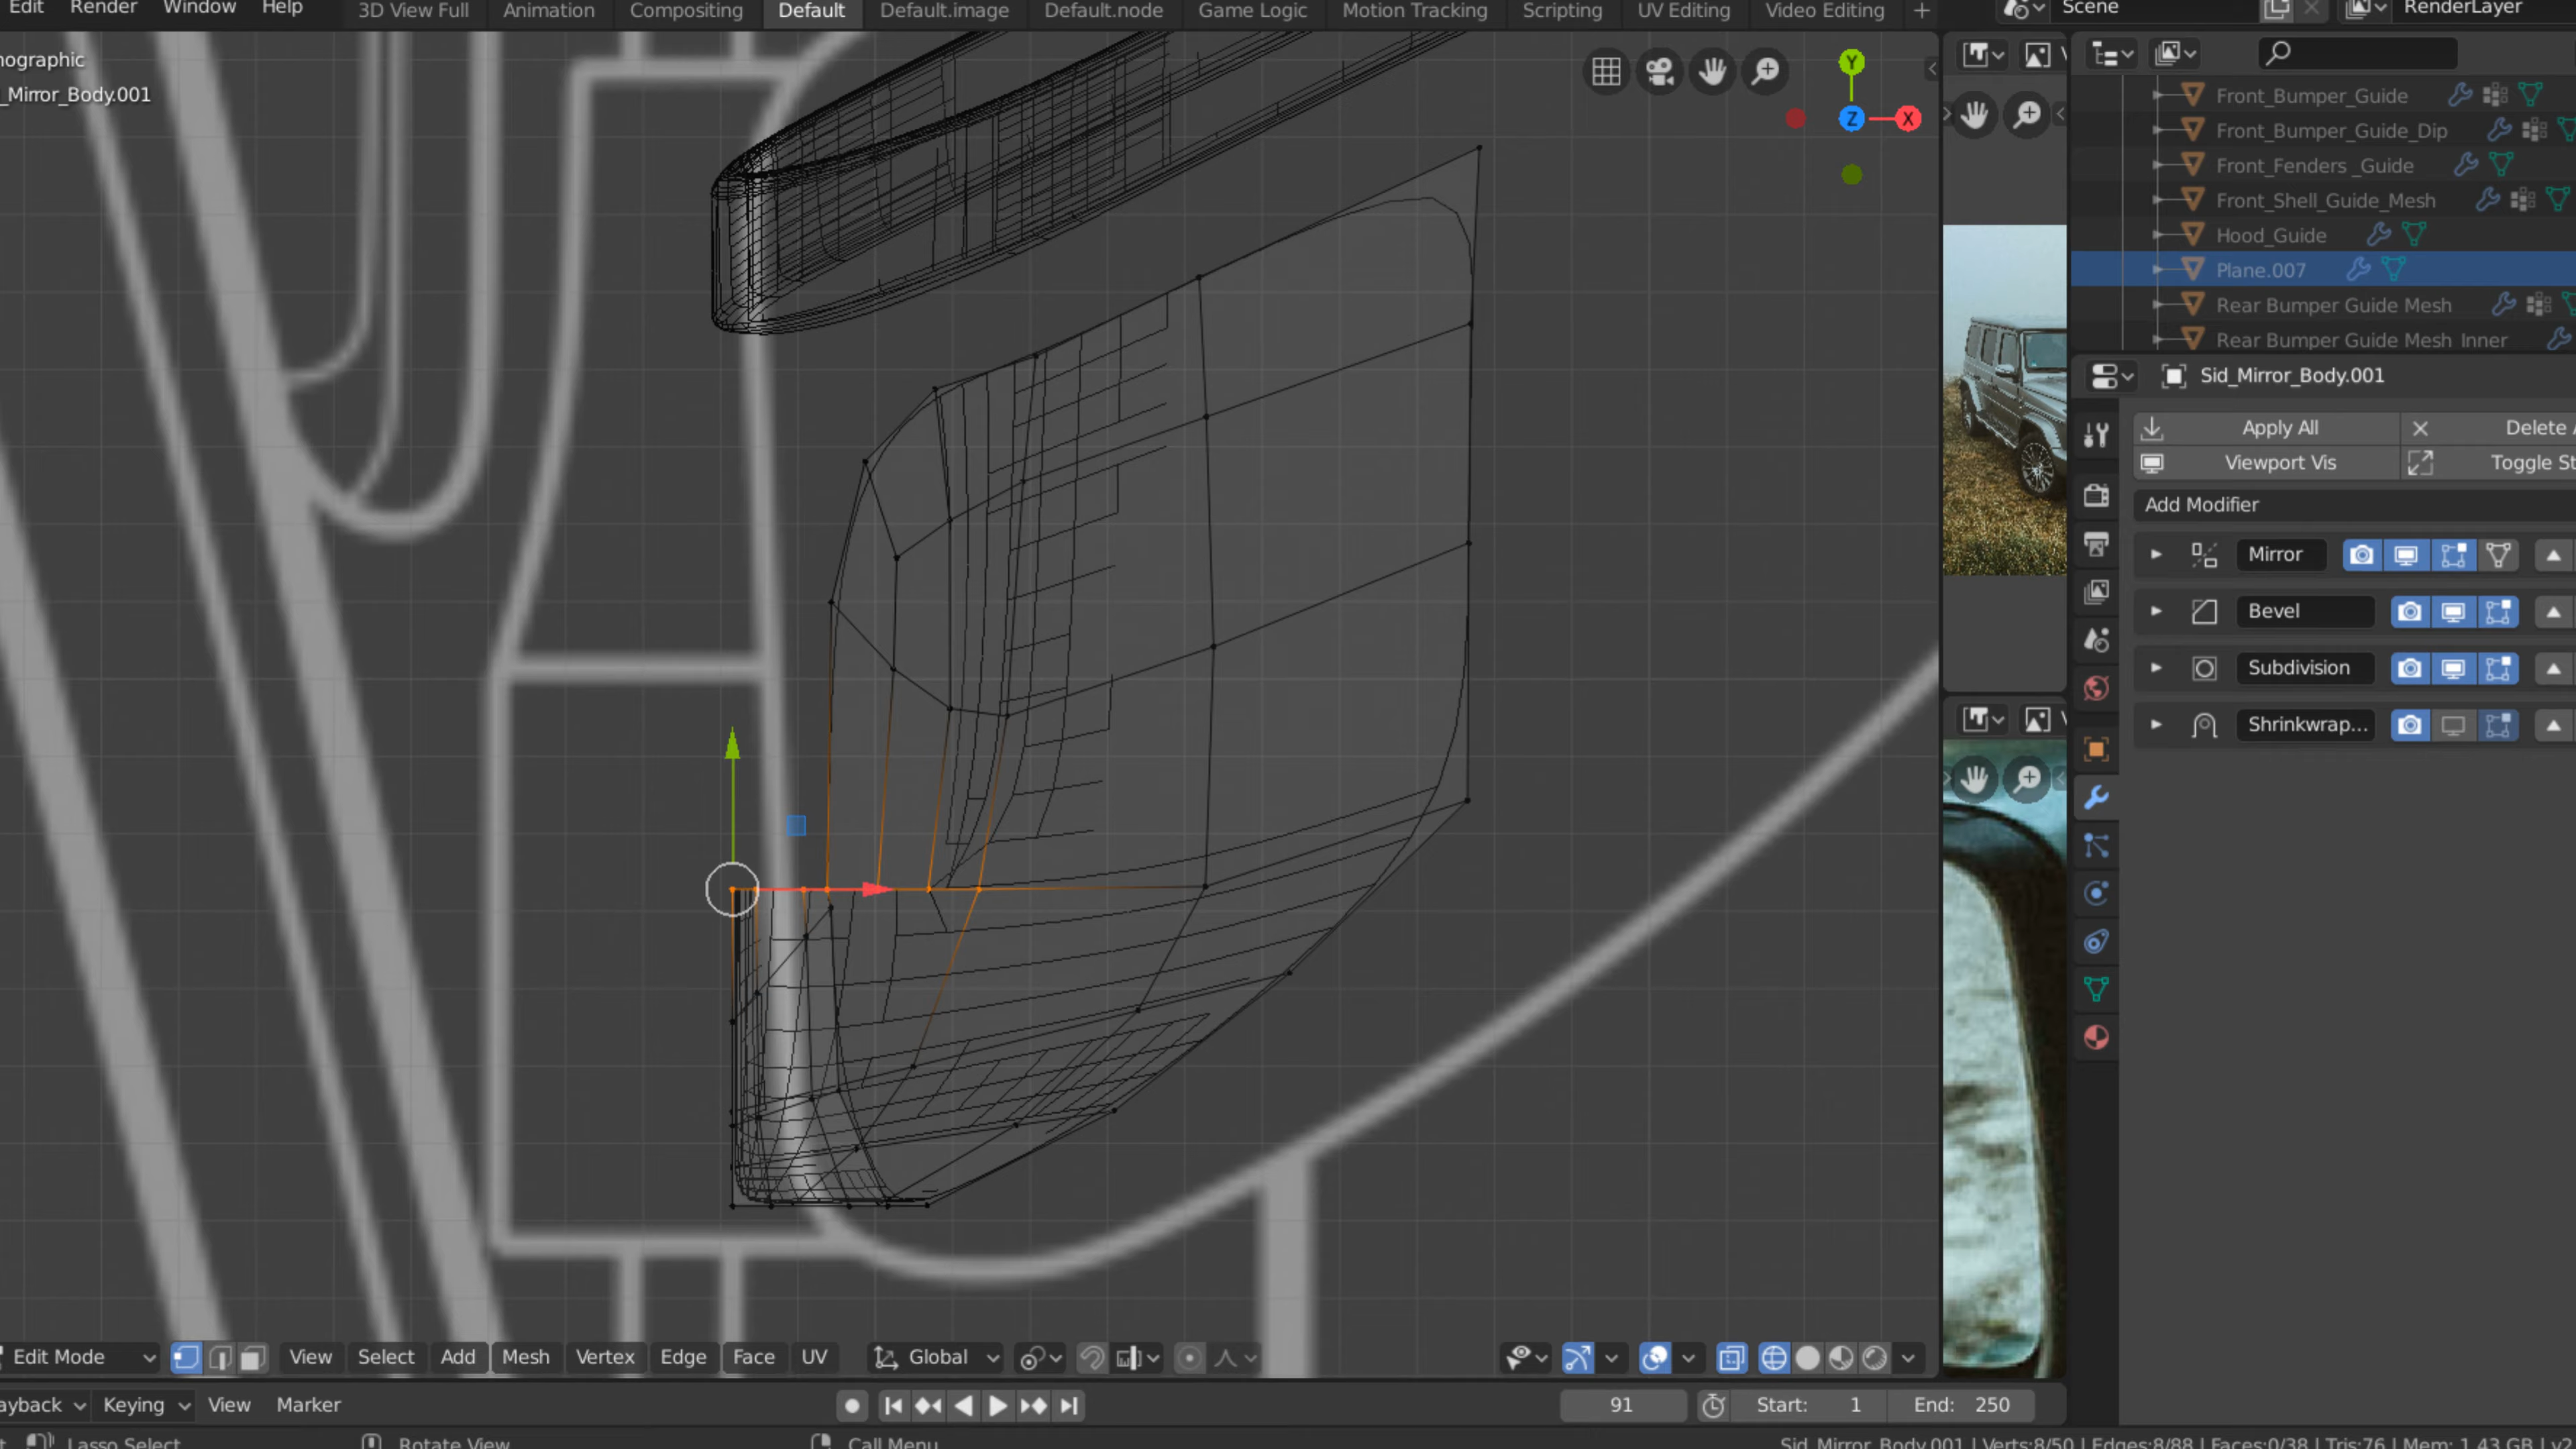 Edit Render Window Help 3D View Full Animation Compositing Default Default.image Default.node Game Logic Motion Tracking Scripting UV Editing Video Editing + Scene RenderLayer
nographic
_Mirror_Body.001
Y
Z
X
Front_Bumper_Guide
Front_Bumper_Guide_Dip
Front_Fenders _Guide
Front_Shell_Guide_Mesh
Hood_Guide
Plane.007
Rear Bumper Guide Mesh
Rear Bumper Guide Mesh Inner
Sid_Mirror_Body.001
Apply All Delete A
Viewport Vis Toggle St
Add Modifier
Mirror
Bevel
Subdivision
Shrinkwrap...
Edit Mode View Select Add Mesh Vertex Edge Face UV Global
ayback Keying View Marker 91 Start: 1 End: 250
Lasso Select Rotate View Call Menu Sid_Mirror_Body.001 | Verts:8/50 | Edges:8/88 | Faces:0/38 | Tris:76 | Mem: 1.43 GB |